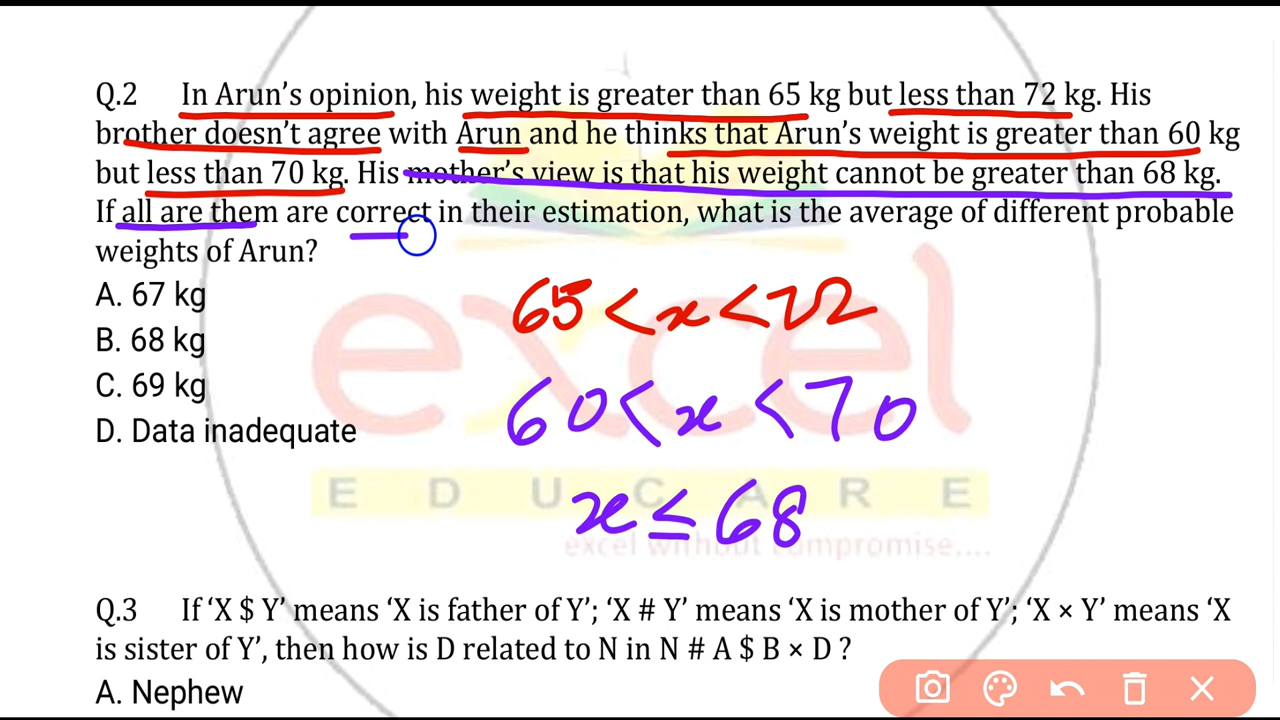 Q.2 In Arun's opinion, his weight is greater than 65 kg but less than 72 kg. His
brother doesn't agree with Arun and he thinks that Arun's weight is greater than 60 kg
but less than 70 kg. His mother's view is that his weight cannot be greater than 68 kg.
If all are them are correct in their estimation, what is the average of different probable
weights of Arun?
A. 67 kg
B. 68 kg
C. 69 kg
D. Data inadequate
65 < x < 72
60 < x < 70
x ≤ 68
excel
EDUCARE
excel without compromise....
Q.3 If 'X $ Y' means 'X is father of Y'; 'X # Y' means 'X is mother of Y'; 'X × Y' means 'X
is sister of Y', then how is D related to N in N # A $ B × D ?
A. Nephew